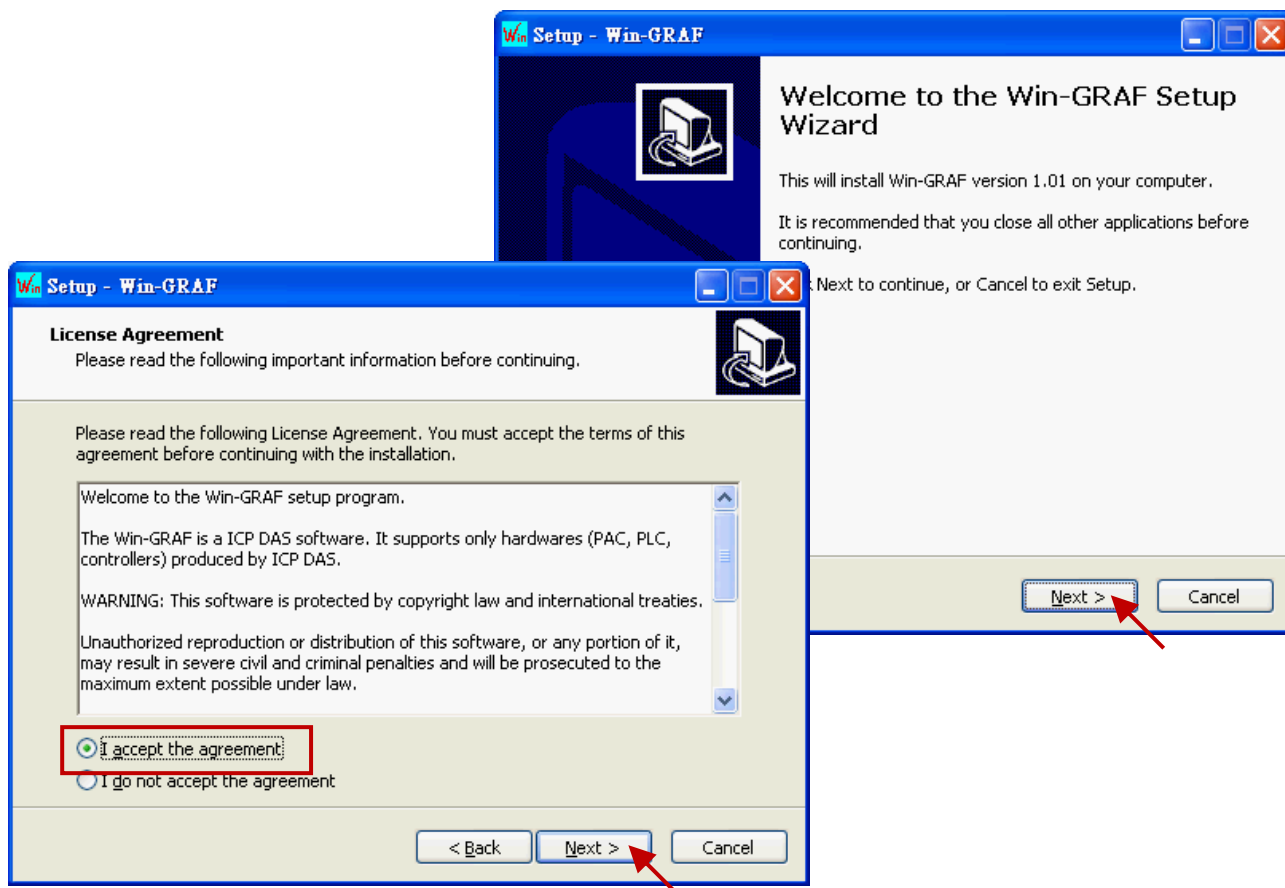 Win Setup - Win-GRAF
Welcome to the Win-GRAF Setup
Wizard
This will install Win-GRAF version 1.01 on your computer.
It is recommended that you close all other applications before
continuing.
Next to continue, or Cancel to exit Setup.
Next >
Cancel
Win Setup - Win-GRAF
License Agreement
Please read the following important information before continuing.
Please read the following License Agreement. You must accept the terms of this
agreement before continuing with the installation.
Welcome to the Win-GRAF setup program.
The Win-GRAF is a ICP DAS software. It supports only hardwares (PAC, PLC,
controllers) produced by ICP DAS.
WARNING: This software is protected by copyright law and international treaties.
Unauthorized reproduction or distribution of this software, or any portion of it,
may result in severe civil and criminal penalties and will be prosecuted to the
maximum extent possible under law.
I accept the agreement
I do not accept the agreement
< Back
Next >
Cancel